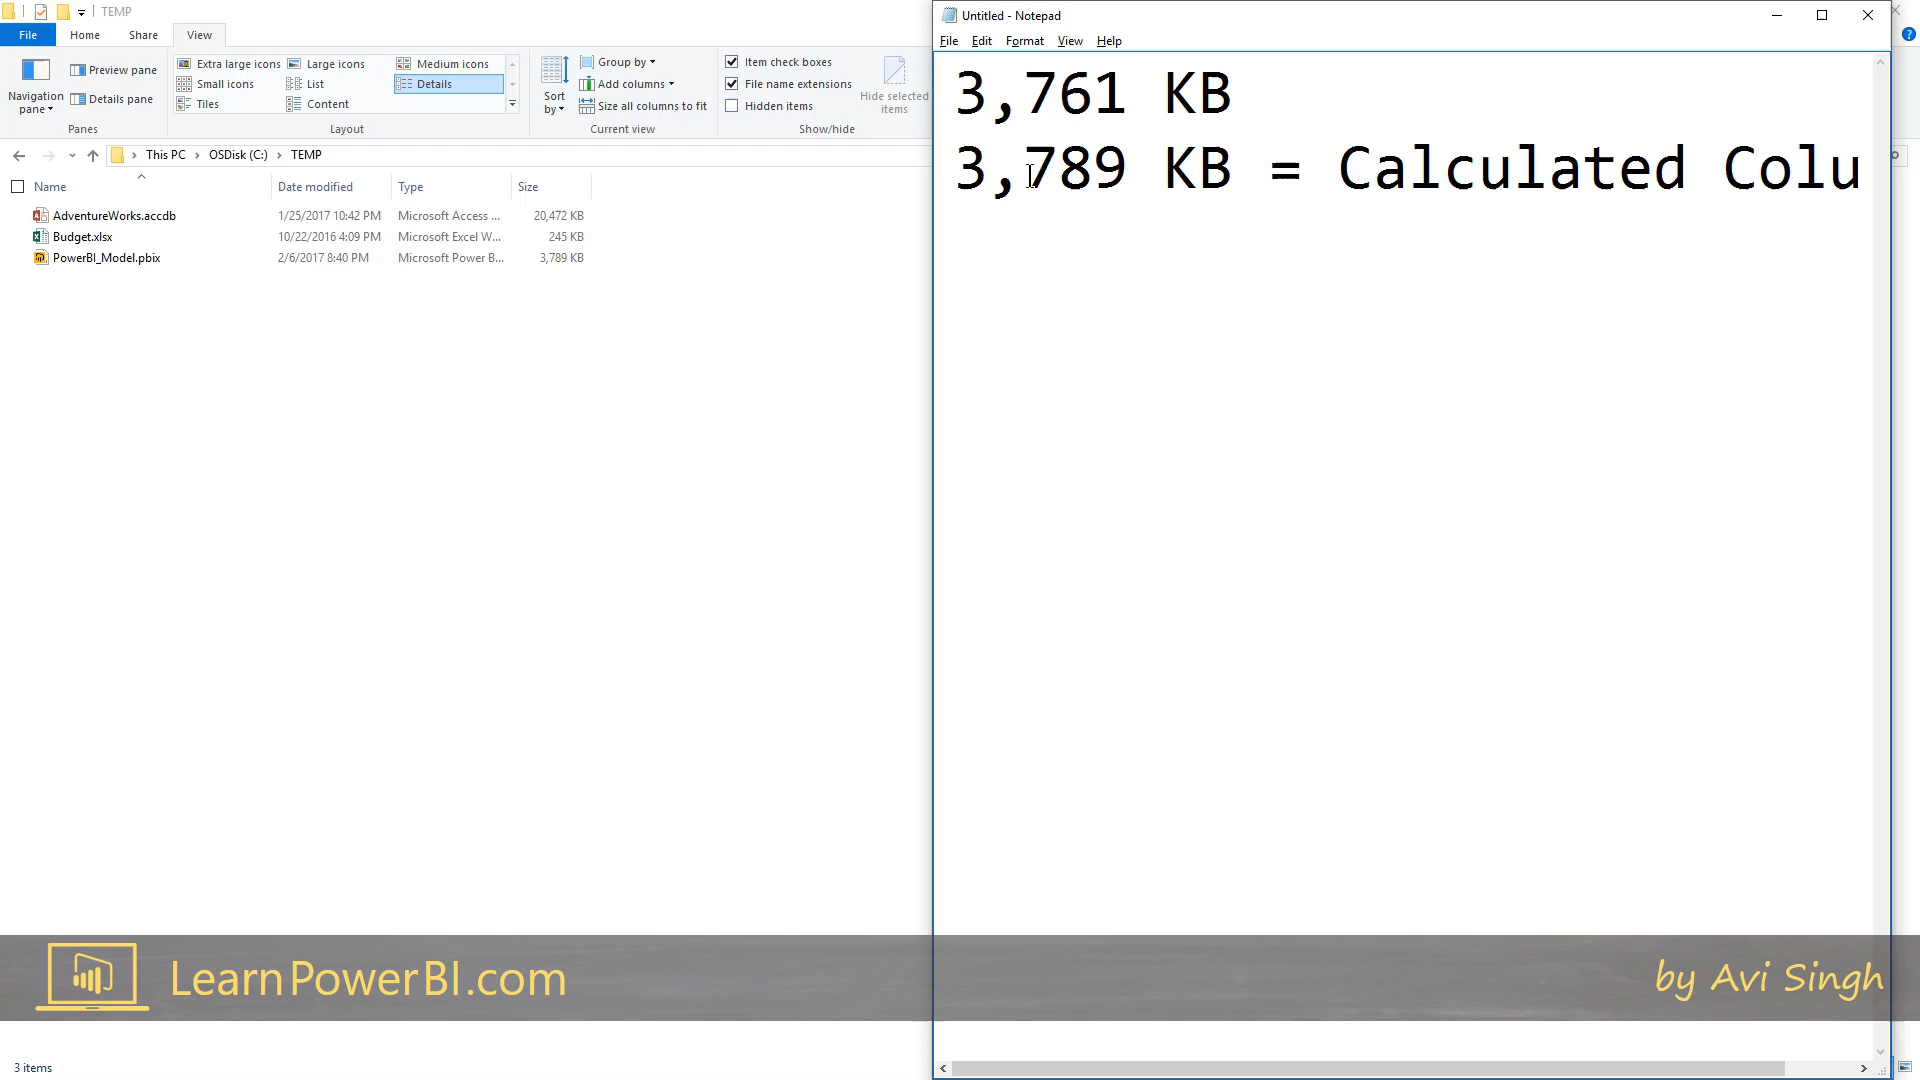 TEMP
File Home Share View
Navigation pane
Preview pane
Details pane
Panes
Extra large icons Large icons Medium icons
Small icons List Details
Tiles Content
Layout
Sort by
Group by
Add columns
Size all columns to fit
Current view
Item check boxes
File name extensions
Hidden items
Hide selected items
Show/hide
This PC OSDisk (C:) TEMP
Name Date modified Type Size
AdventureWorks.accdb 1/25/2017 10:42 PM Microsoft Access ... 20,472 KB
Budget.xlsx 10/22/2016 4:09 PM Microsoft Excel W... 245 KB
PowerBI_Model.pbix 2/6/2017 8:40 PM Microsoft Power B... 3,789 KB
3 items
Untitled - Notepad
File Edit Format View Help
3,761 KB
3,789 KB = Calculated Colu
LearnPowerBI.com
by Avi Singh